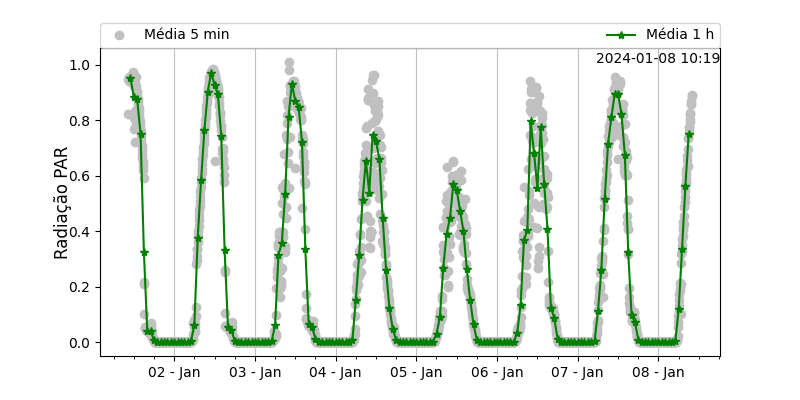 Média 5 min
Média 1 h
2024-01-08 10:19
Radiação PAR
1.0
0.8
0.6
0.4
0.2
0.0
02 - Jan
03 - Jan
04 - Jan
05 - Jan
06 - Jan
07 - Jan
08 - Jan